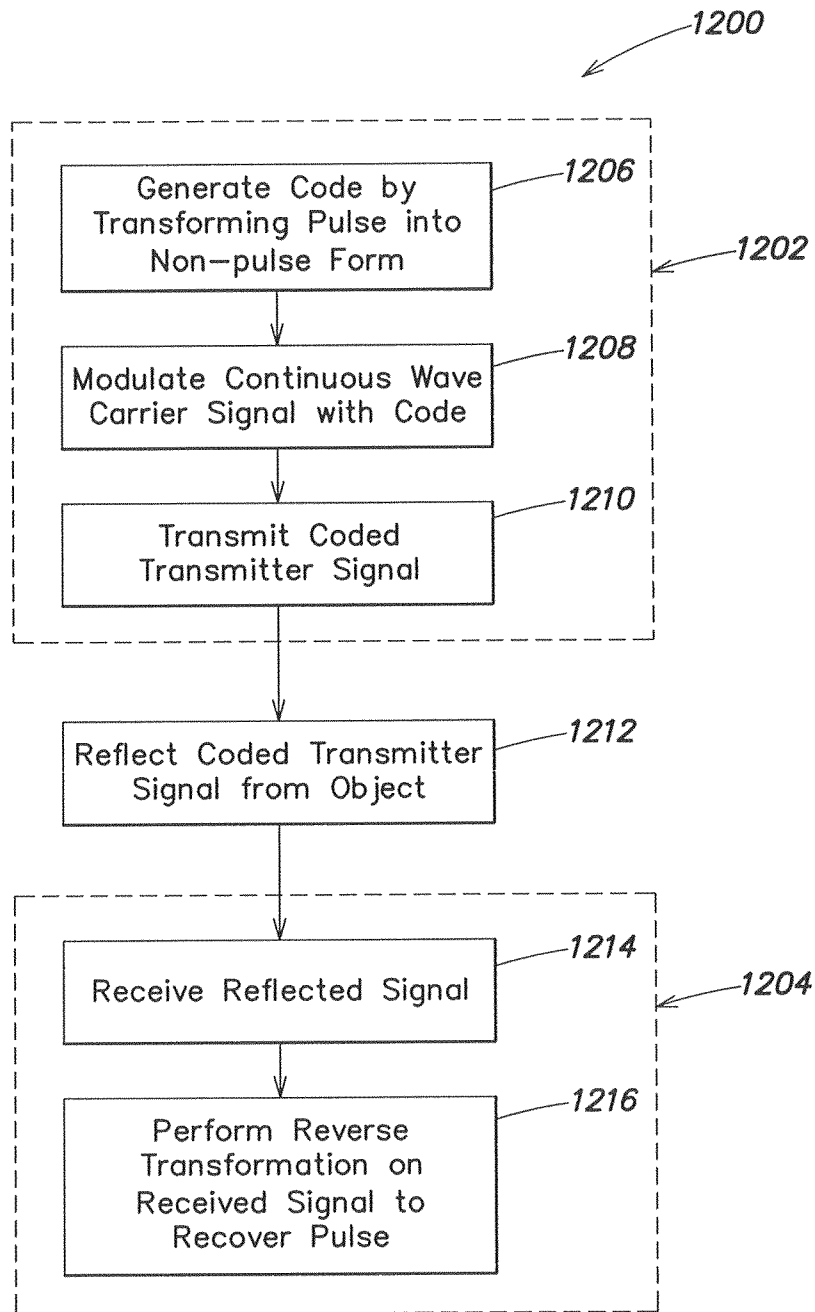 1200
Generate Code by
Transforming Pulse into
Non-pulse Form
1206
1202
Modulate Continuous Wave
Carrier Signal with Code
1208
Transmit Coded
Transmitter Signal
1210
Reflect Coded Transmitter
Signal from Object
1212
Receive Reflected Signal
1214
1204
Perform Reverse
Transformation on
Received Signal to
Recover Pulse
1216